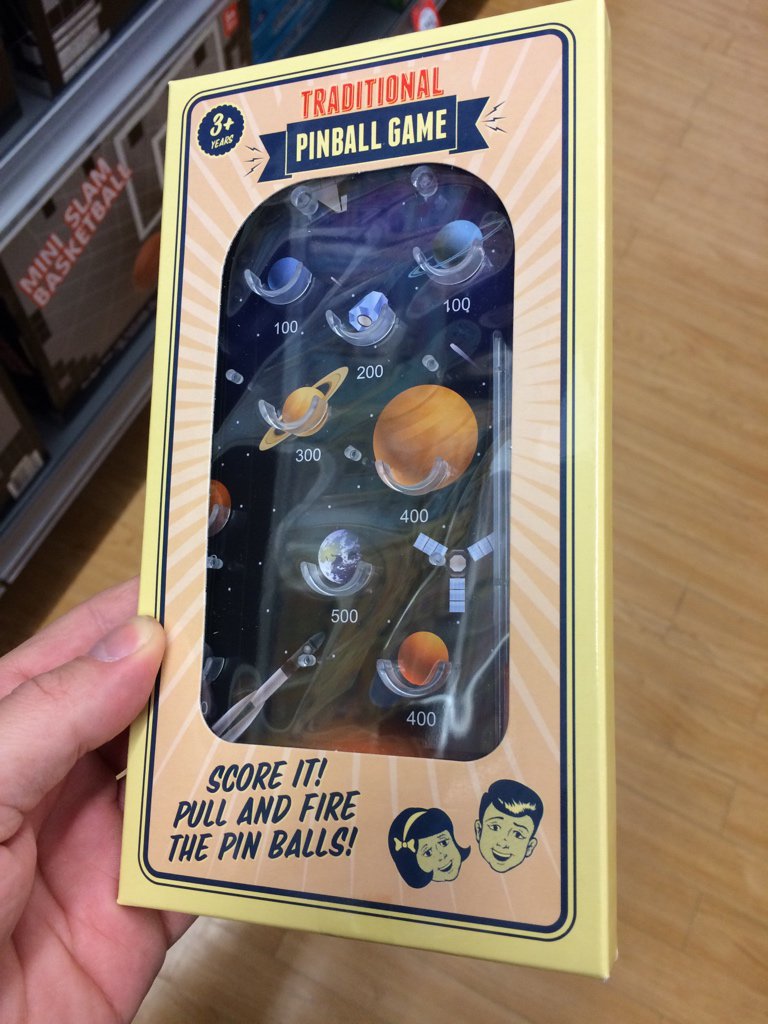 TRADITIONAL
PINBALL GAME
3+
YEARS
MINI SLAM
BASKETBALL
100
100
200
300
400
500
400
SCORE IT!
PULL AND FIRE
THE PIN BALLS!